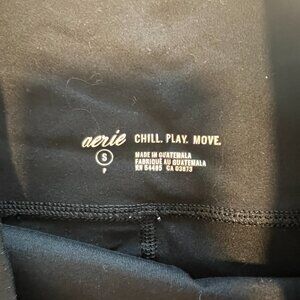 aerie CHILL. PLAY. MOVE.
S
P
MADE IN GUATEMALA
FABRIQUÉ AU GUATEMALA
RN 54485 CA 03873